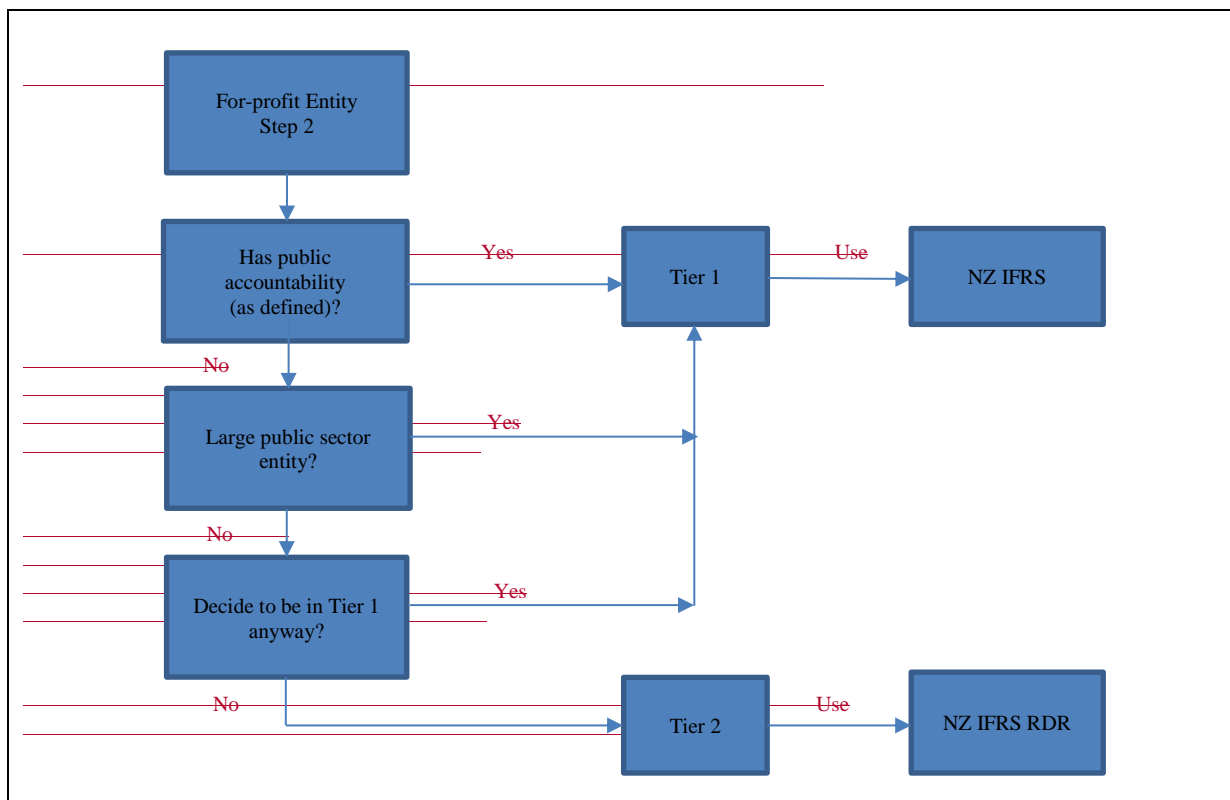 For-profit Entity
Step 2
Has public
accountability
(as defined)?
Yes
Tier 1
Use
NZ IFRS
No
Large public sector
entity?
Yes
No
Decide to be in Tier 1
anyway?
Yes
No
Tier 2
Use
NZ IFRS RDR